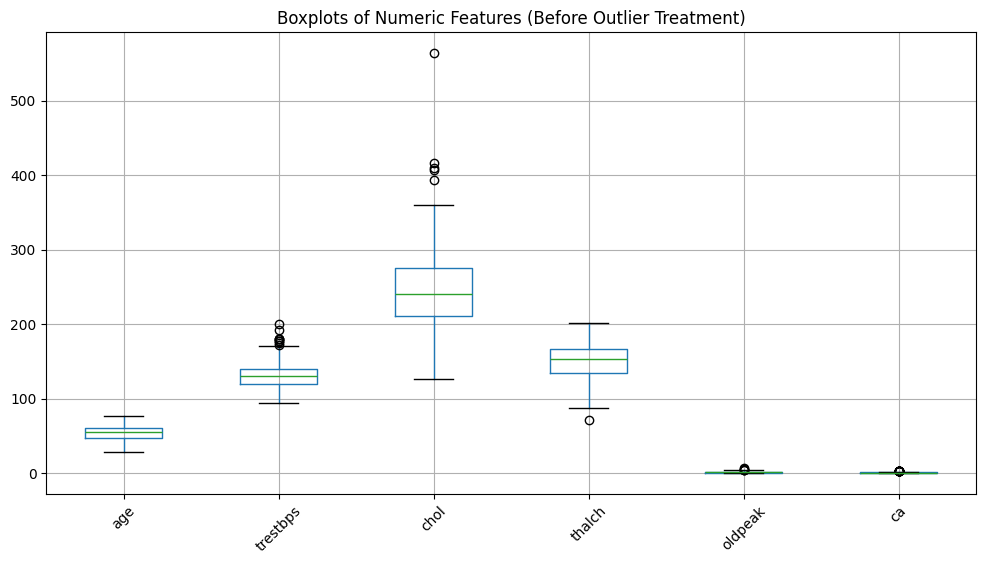 Boxplots of Numeric Features (Before Outlier Treatment)
500
400
300
200
100
0
age
trestbps
chol
thalch
oldpeak
ca